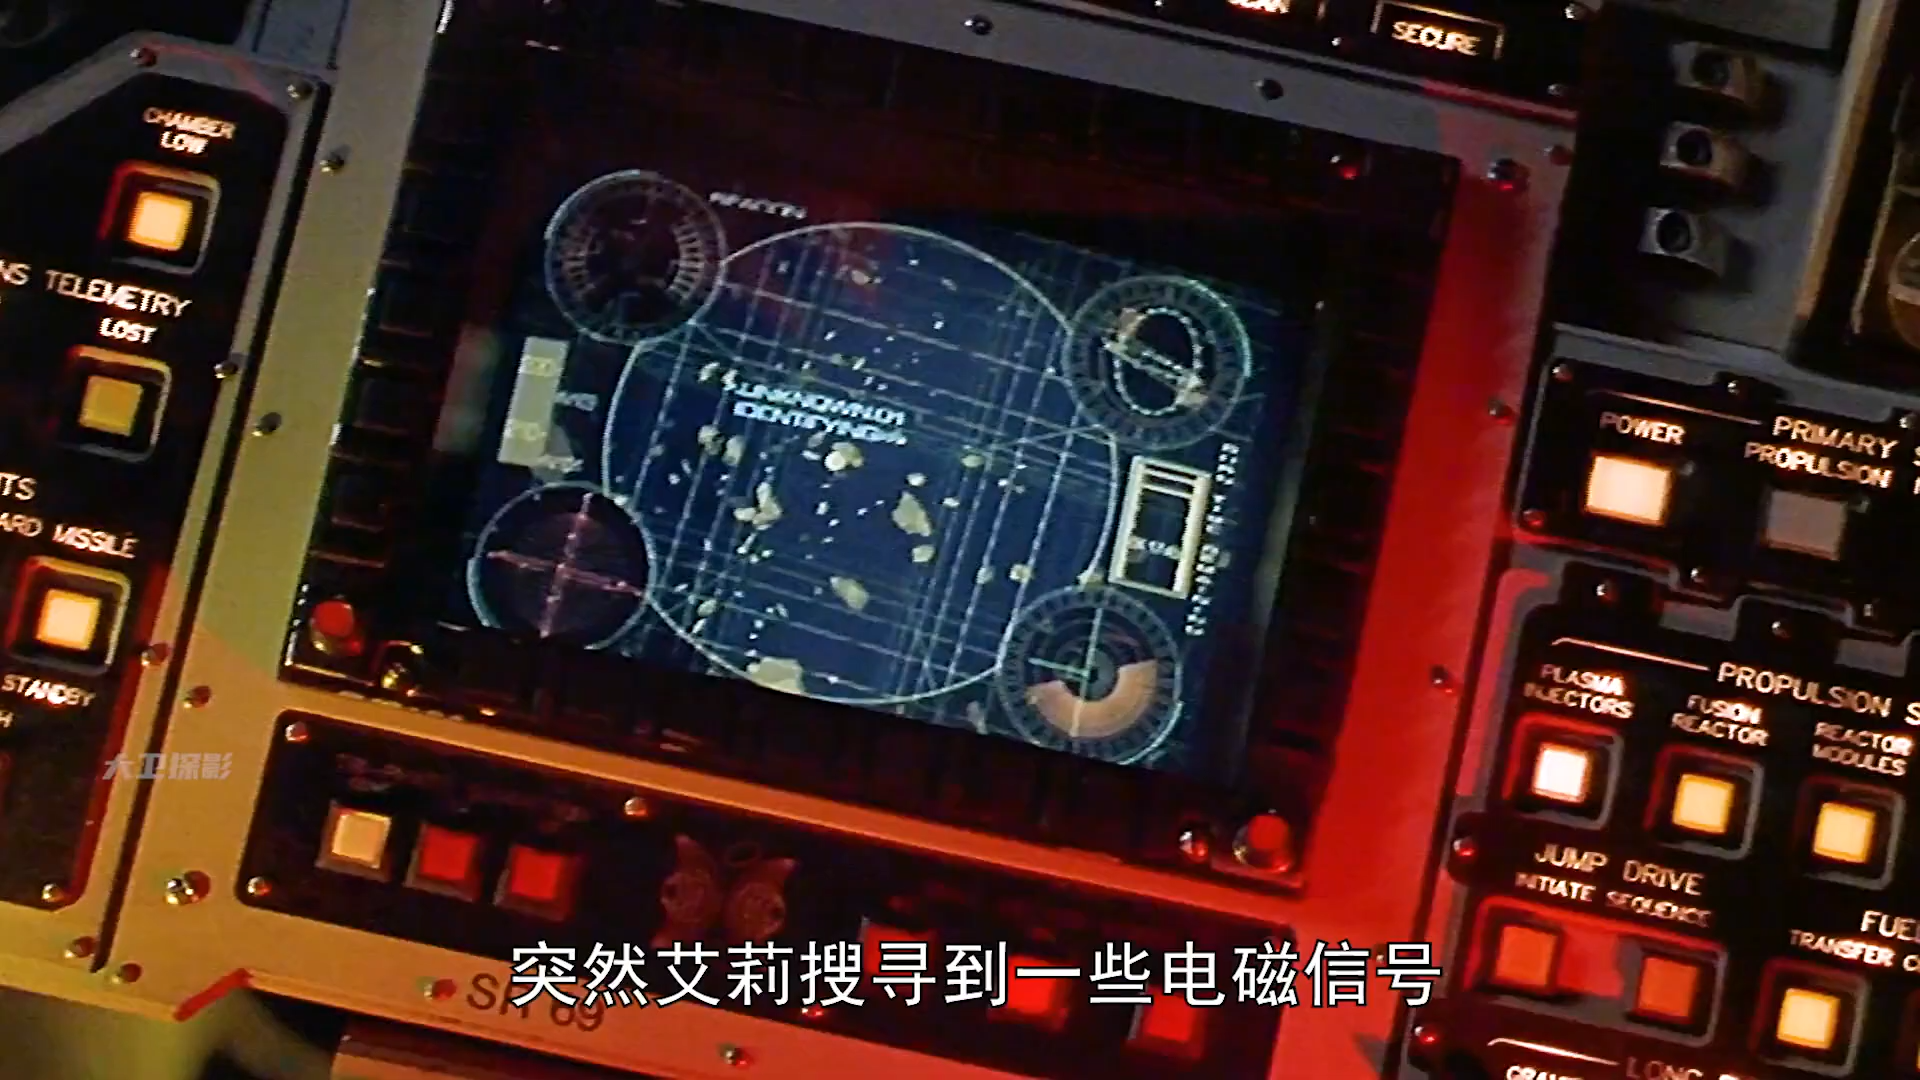 SECURE
CHAMBER
LOW
NS TELEMETRY
LOST
UNKNOWN.01
IDENTIFYING
POWER
PRIMARY S
PROPULSION
ARD MISSILE
STANDBY
PROPULSION S
PLASMA
INJECTORS
FUSION
REACTOR
REACTOR
MODULES
大卫探影
JUMP DRIVE
INITIATE SEQUENCE
FUEL
TRANSFER
突然艾莉搜寻到一些电磁信号